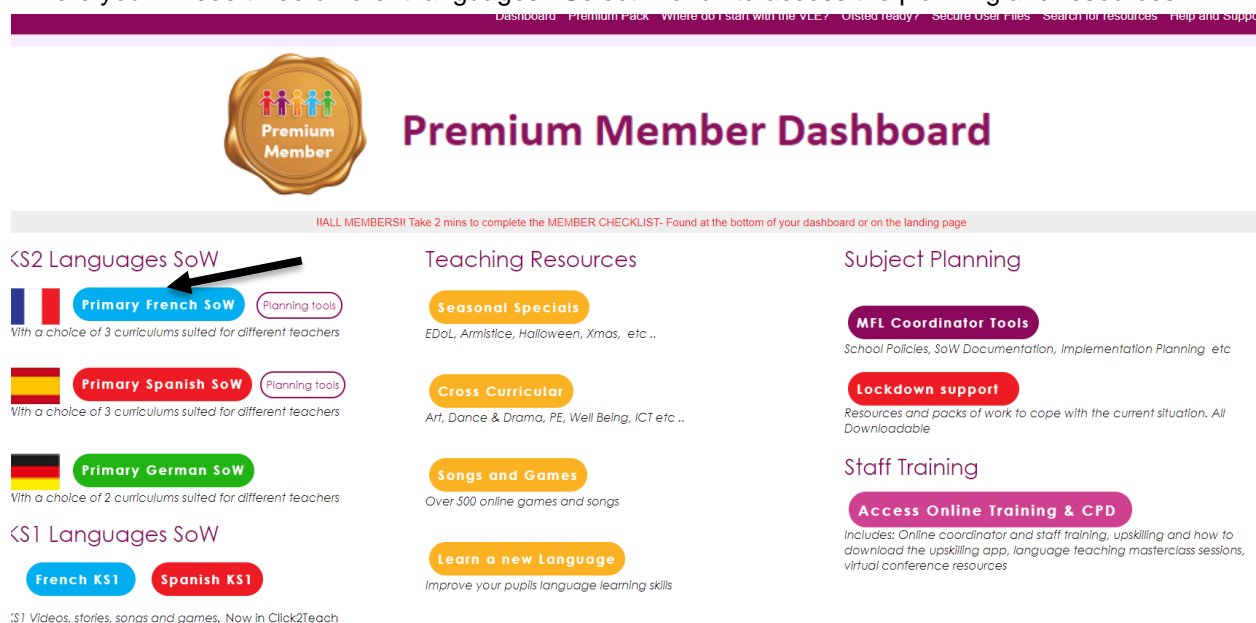 Dashboard Premium Pack Where do I start with the VLE? Ofsted ready? Secure User Files Search for resources Help and Suppo
Premium
Member
Premium Member Dashboard
!!ALL MEMBERS!! Take 2 mins to complete the MEMBER CHECKLIST- Found at the bottom of your dashboard or on the landing page
KS2 Languages SoW
Primary French SoW
Planning tools
With a choice of 3 curriculums suited for different teachers
Primary Spanish SoW
Planning tools
With a choice of 3 curriculums suited for different teachers
Primary German SoW
With a choice of 2 curriculums suited for different teachers
KS1 Languages SoW
French KS1
Spanish KS1
KS1 Videos, stories, songs and games. Now in Click2Teach
Teaching Resources
Seasonal Specials
EDoL, Armistice, Halloween, Xmas, etc ..
Cross Curricular
Art, Dance & Drama, PE, Well Being, ICT etc ..
Songs and Games
Over 500 online games and songs
Learn a new Language
Improve your pupils language learning skills
Subject Planning
MFL Coordinator Tools
School Policies, SoW Documentation, Implementation Planning etc
Lockdown support
Resources and packs of work to cope with the current situation. All
Downloadable
Staff Training
Access Online Training & CPD
Includes: Online coordinator and staff training, upskilling and how to
download the upskilling app, language teaching masterclass sessions,
virtual conference resources